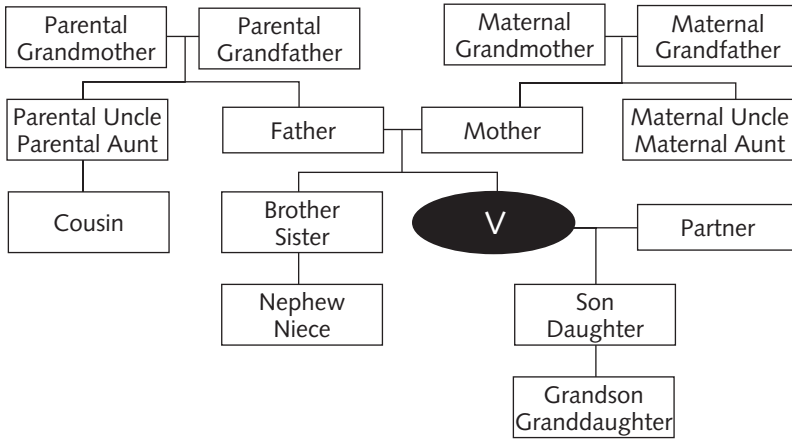 Parental
Grandmother
Parental
Grandfather
Maternal
Grandmother
Maternal
Grandfather
Parental Uncle
Parental Aunt
Father
Mother
Maternal Uncle
Maternal Aunt
Cousin
Brother
Sister
V
Partner
Nephew
Niece
Son
Daughter
Grandson
Granddaughter